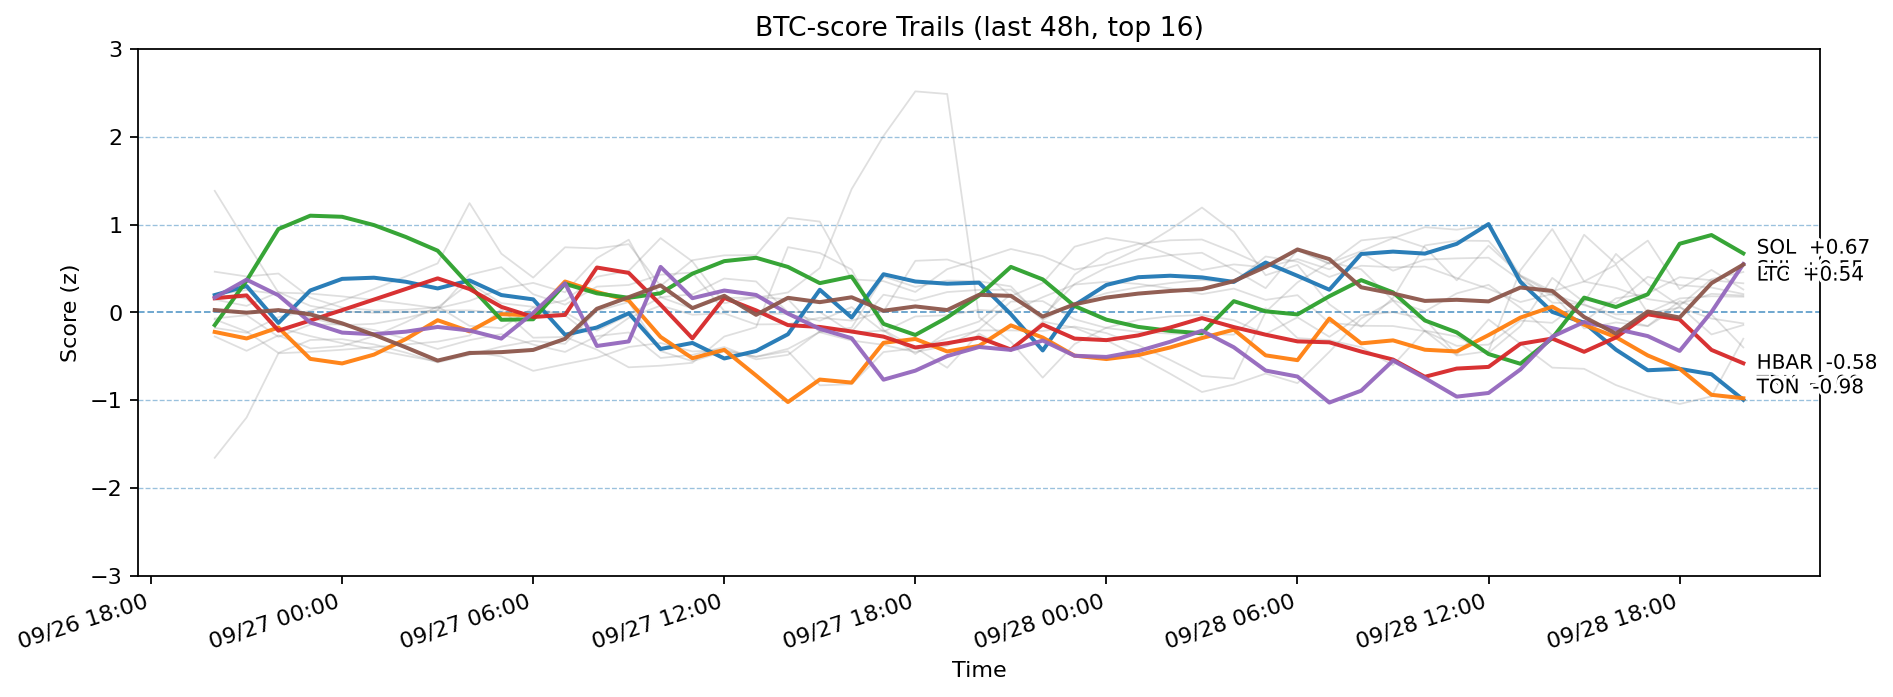 BTC-score Trails (last 48h, top 16)
Score (z)
3
2
1
0
−1
−2
−3
SOL +0.67
LTC +0.54
HBAR -0.58
TON -0.98
09/26 18:00
09/27 00:00
09/27 06:00
09/27 12:00
09/27 18:00
09/28 00:00
09/28 06:00
09/28 12:00
09/28 18:00
Time